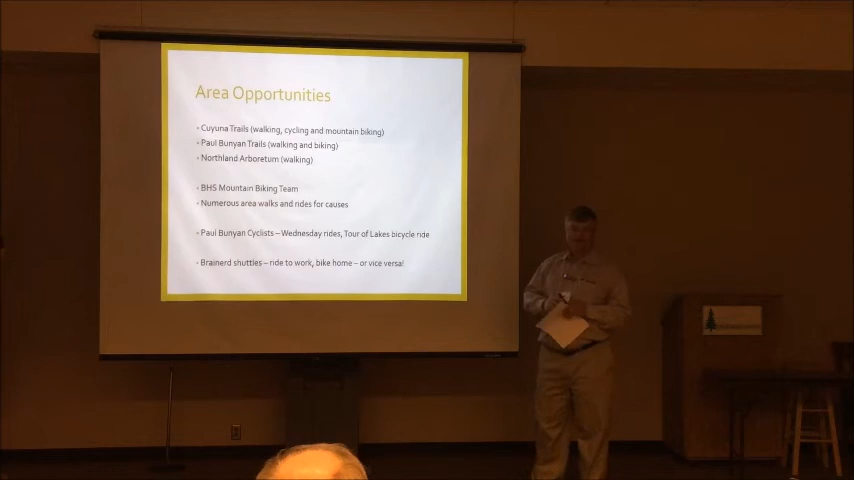 Area Opportunities
- Cuyuna Trails (walking, cycling and mountain biking)
- Paul Bunyan Trails (walking and biking)
- Northland Arboretum (walking)
- BHS Mountain Biking Team
- Numerous area walks and rides for causes
- Paul Bunyan Cyclists – Wednesday rides, Tour of Lakes bicycle ride
- Brainerd shuttles – ride to work, bike home – or vice versa!